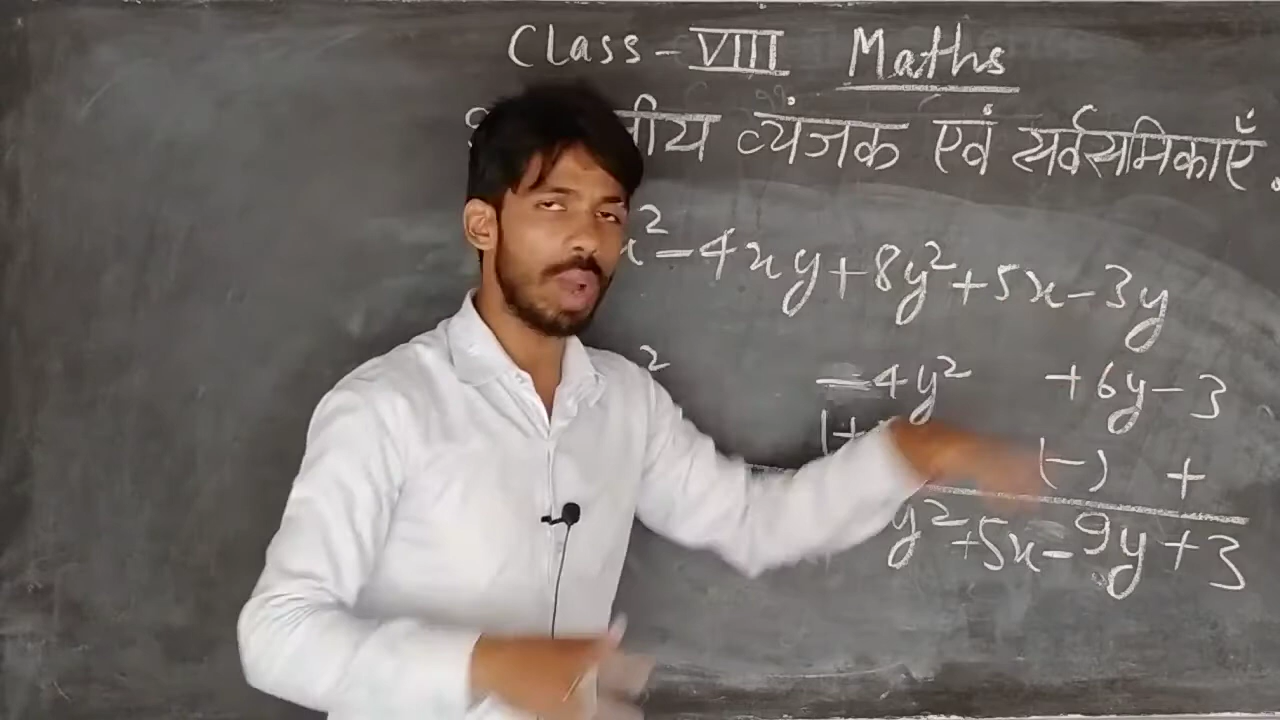 Class-VIII Maths
व्यंजक एवं सर्वसमिकाएँ.
x²-4xy+8y²+5x-3y
² -4y² +6y-3
(+ (-) +
y²+5x-9y+3